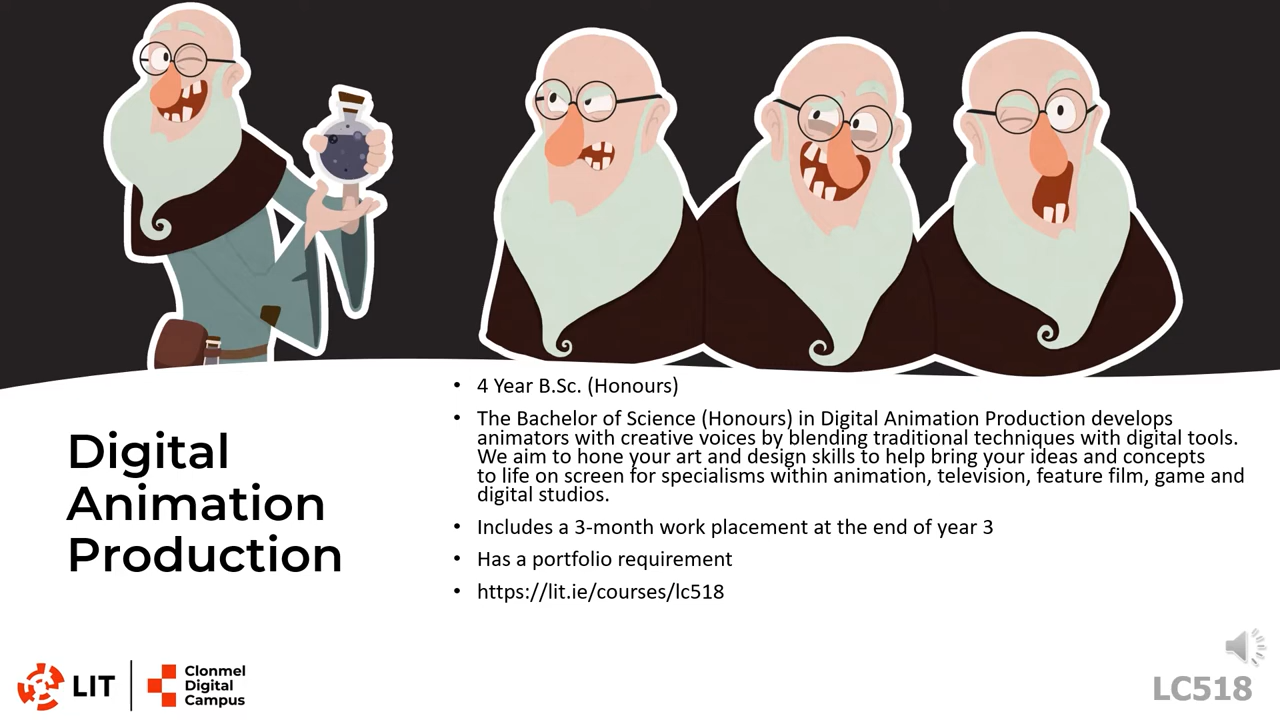 Digital
Animation
Production
• 4 Year B.Sc. (Honours)
• The Bachelor of Science (Honours) in Digital Animation Production develops
animators with creative voices by blending traditional techniques with digital tools.
We aim to hone your art and design skills to help bring your ideas and concepts
to life on screen for specialisms within animation, television, feature film, game and
digital studios.
• Includes a 3-month work placement at the end of year 3
• Has a portfolio requirement
• https://lit.ie/courses/lc518
LIT
Clonmel
Digital
Campus
LC518